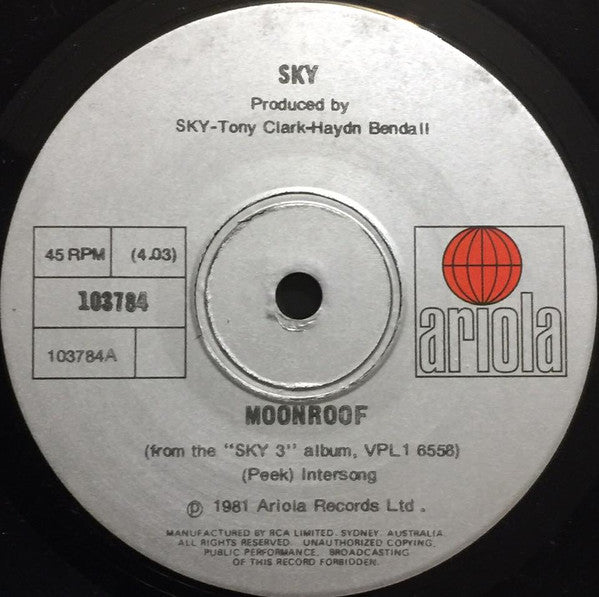 SKY
Produced by
SKY-Tony Clark-Haydn Bendall
45 RPM (4.03)
103784
103784A
ariola
MOONROOF
(from the "SKY 3" album, VPL1 6558)
(Peek) Intersong
℗ 1981 Ariola Records Ltd.
MANUFACTURED BY RCA LIMITED. SYDNEY. AUSTRALIA.
ALL RIGHTS RESERVED. UNAUTHORIZED COPYING.
PUBLIC PERFORMANCE. BROADCASTING
OF THIS RECORD FORBIDDEN.